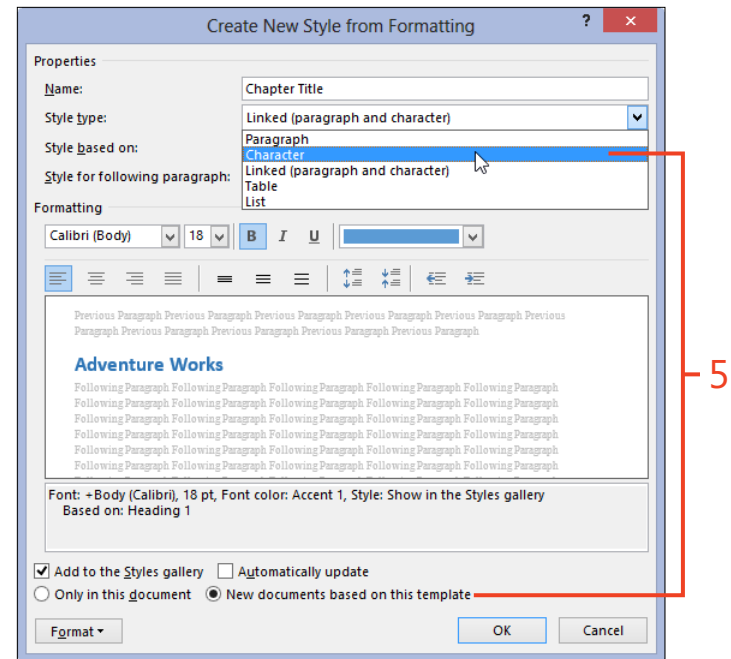 Create New Style from Formatting
?
×
Properties
Name:
Chapter Title
Style type:
Linked (paragraph and character)
Style based on:
Paragraph
Character
Style for following paragraph:
Linked (paragraph and character)
Table
List
Formatting
Calibri (Body)
18
B I U
Previous Paragraph Previous Paragraph Previous Paragraph Previous Paragraph Previous Paragraph Previous
Paragraph Previous Paragraph Previous Paragraph Previous Paragraph Previous Paragraph
Adventure Works
Following Paragraph Following Paragraph Following Paragraph Following Paragraph Following Paragraph
Following Paragraph Following Paragraph Following Paragraph Following Paragraph Following Paragraph
Following Paragraph Following Paragraph Following Paragraph Following Paragraph Following Paragraph
Following Paragraph Following Paragraph Following Paragraph Following Paragraph Following Paragraph
Following Paragraph Following Paragraph Following Paragraph Following Paragraph Following Paragraph
Following Paragraph Following Paragraph Following Paragraph Following Paragraph Following Paragraph
5
Font: +Body (Calibri), 18 pt, Font color: Accent 1, Style: Show in the Styles gallery
Based on: Heading 1
Add to the Styles gallery
Automatically update
Only in this document
New documents based on this template
Format
OK
Cancel